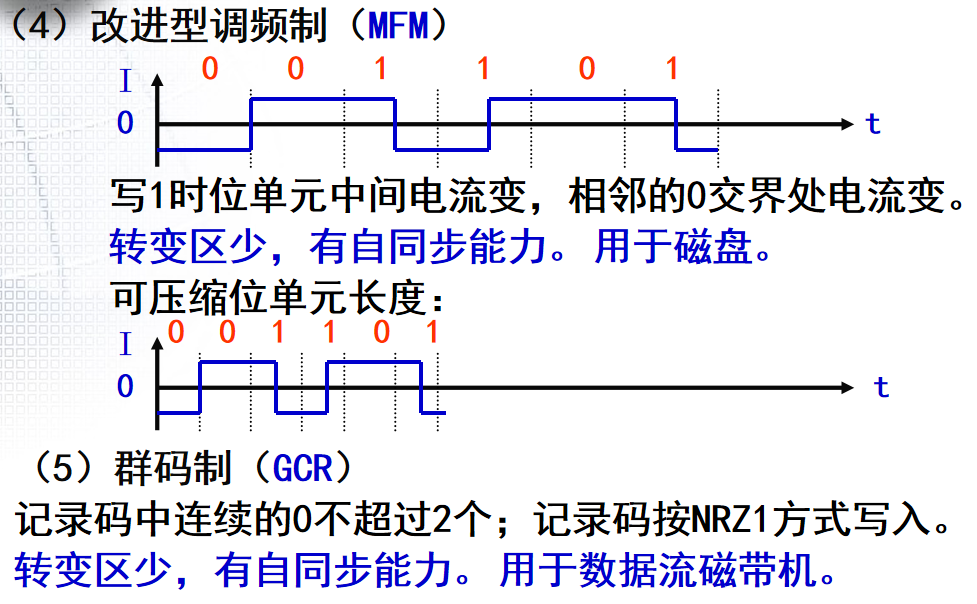 （4）改进型调频制（MFM）
0 0 1 1 0 1
I
0
t
写1时位单元中间电流变，相邻的0交界处电流变。
转变区少，有自同步能力。用于磁盘。
可压缩位单元长度：
0 0 1 1 0 1
I
0
t
（5）群码制（GCR）
记录码中连续的0不超过2个；记录码按NRZ1方式写入。
转变区少，有自同步能力。用于数据流磁带机。